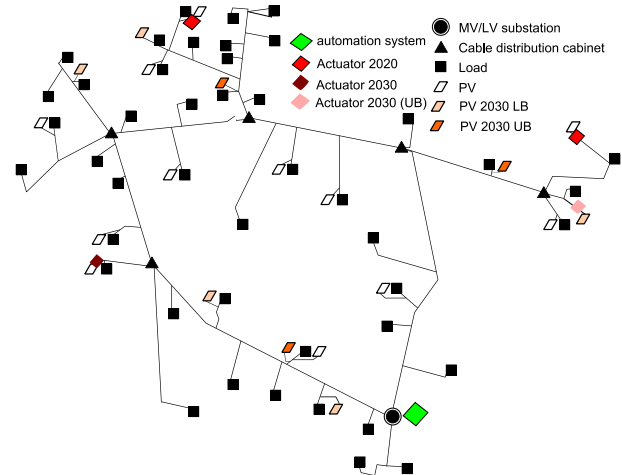 automation system
Actuator 2020
Actuator 2030
Actuator 2030 (UB)
MV/LV substation
Cable distribution cabinet
Load
PV
PV 2030 LB
PV 2030 UB